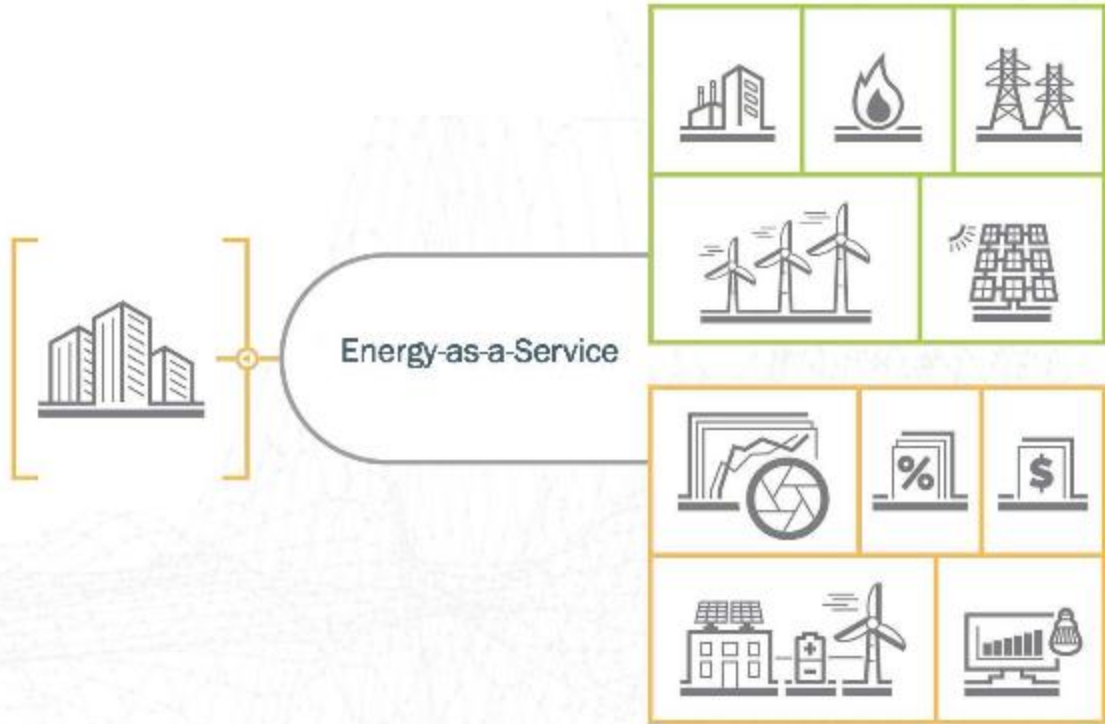 Energy-as-a-Service
%
$
+
-